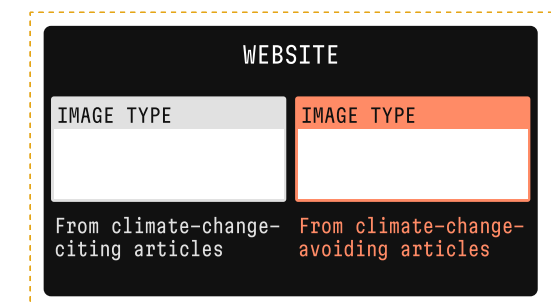 WEBSITE
IMAGE TYPE
IMAGE TYPE
From climate-change-
citing articles
From climate-change-
avoiding articles